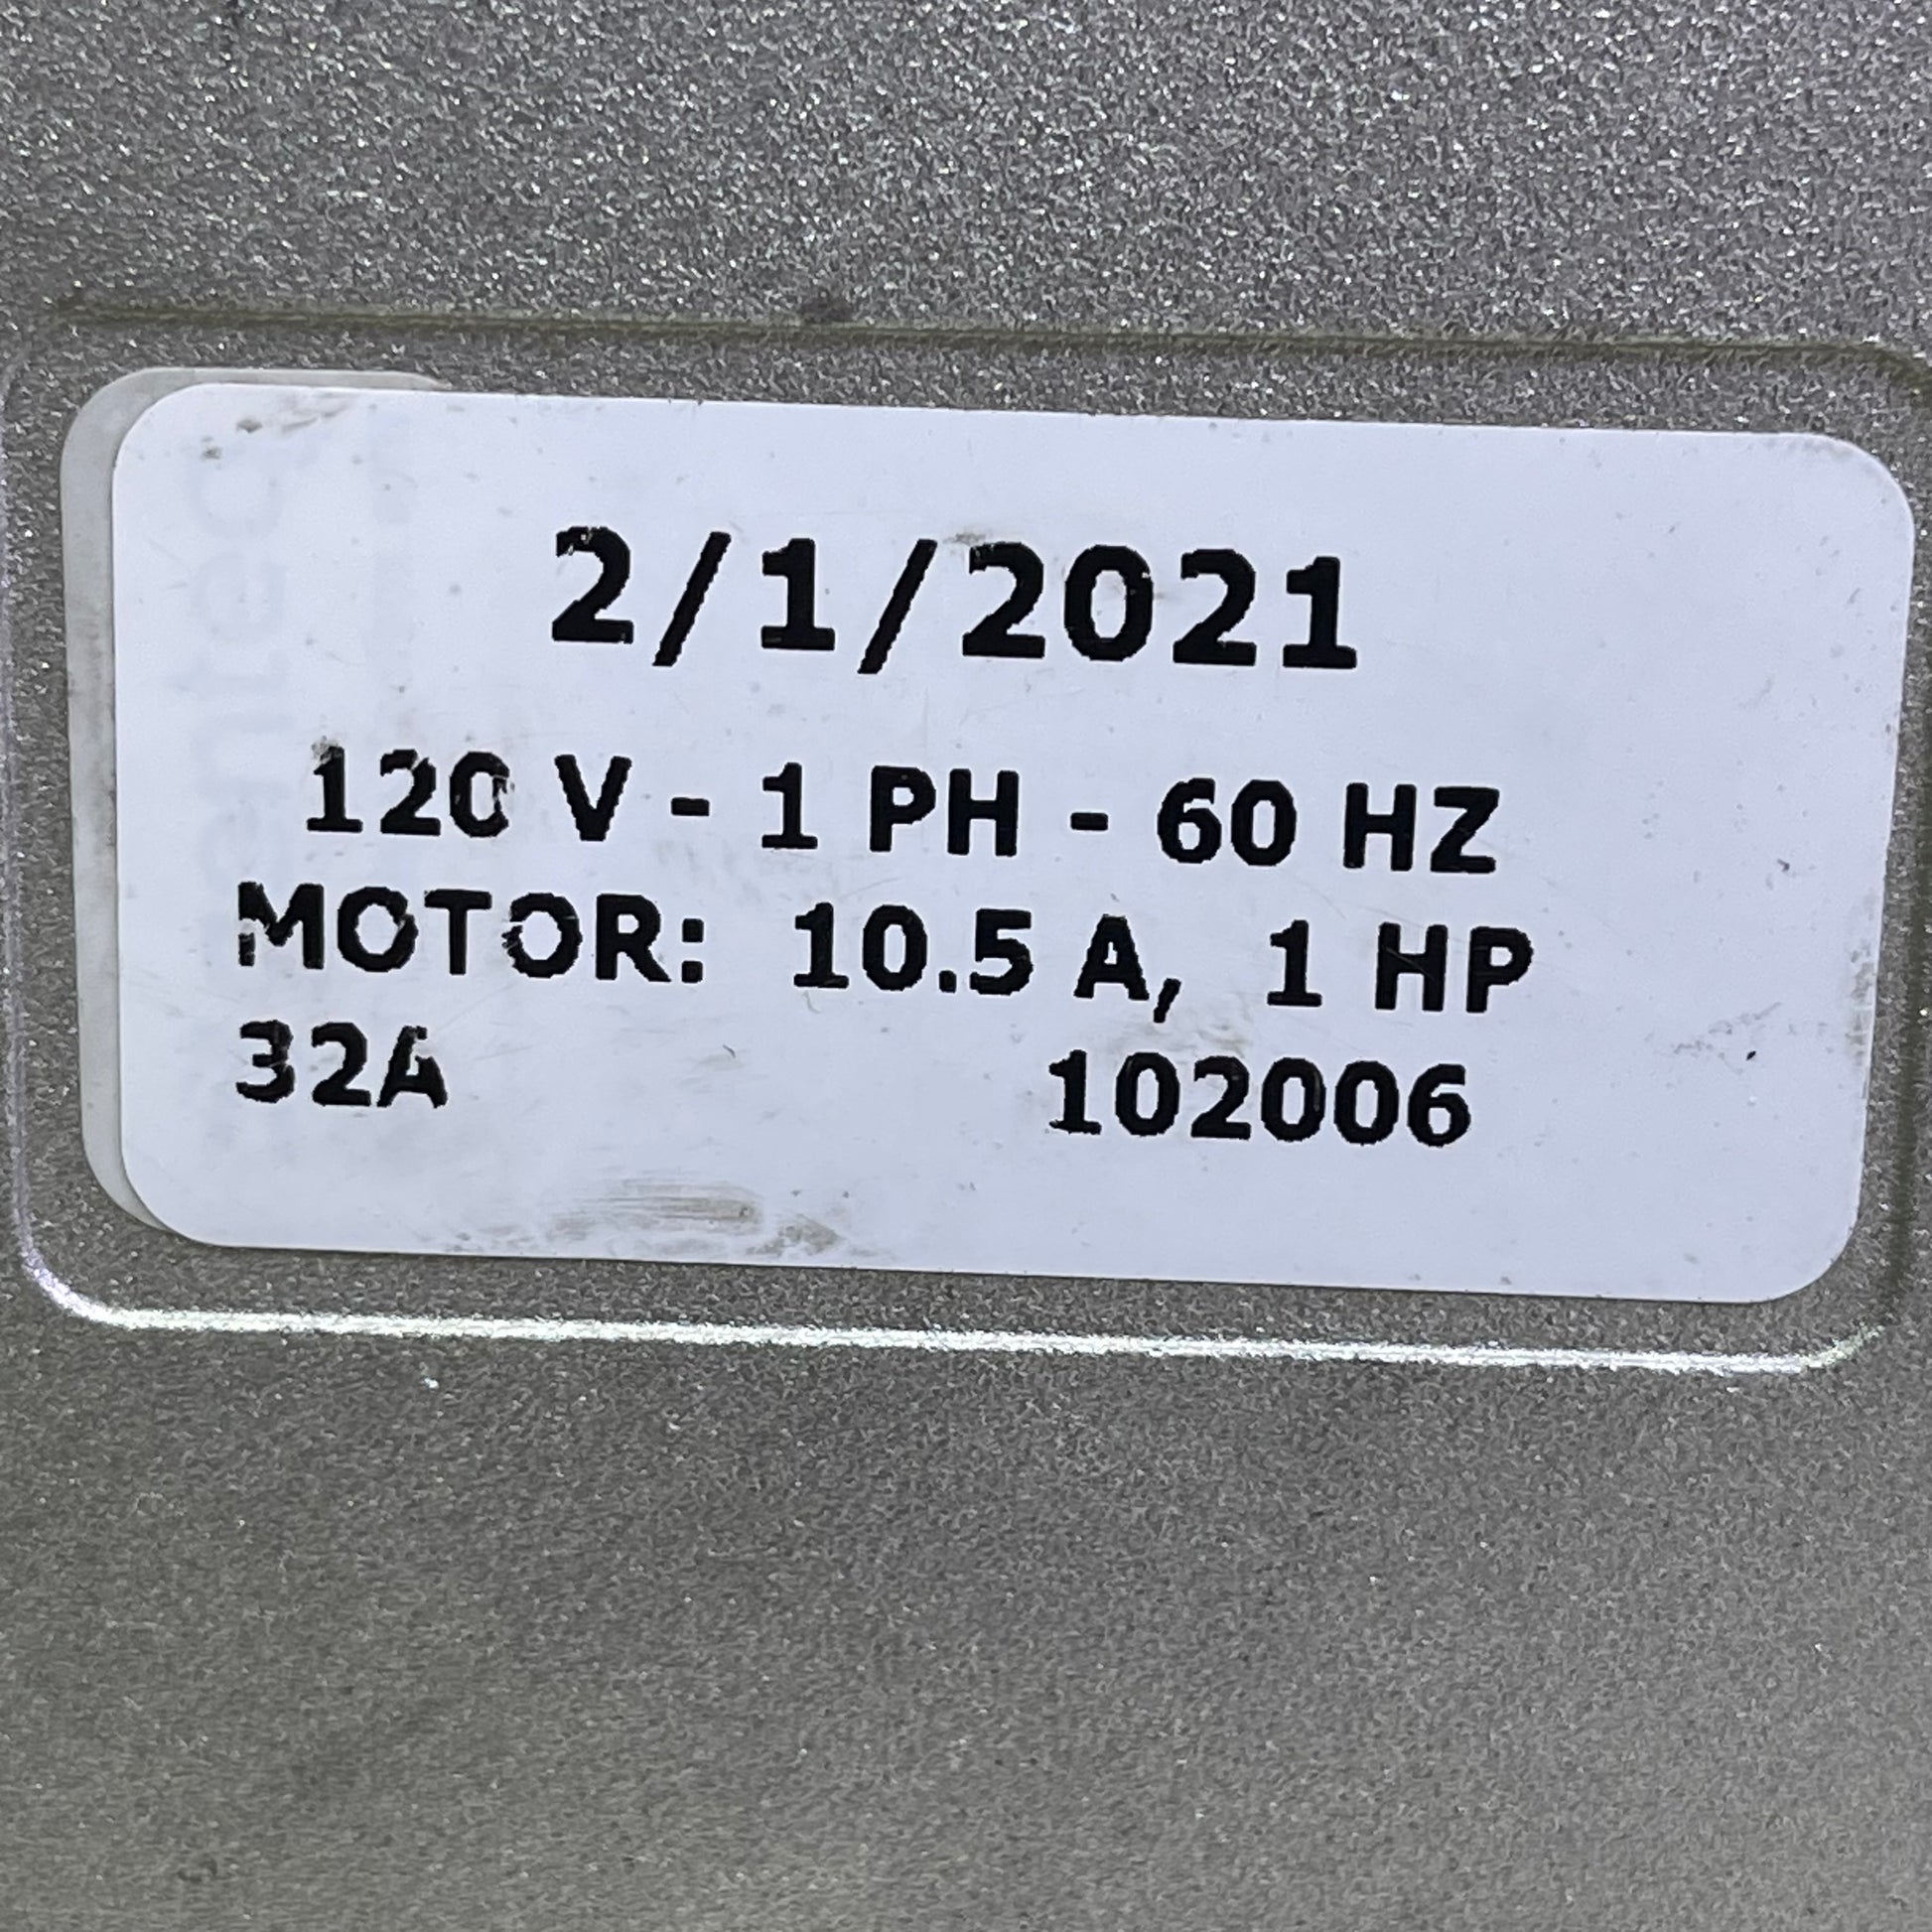 2/1/2021
120 V - 1 PH - 60 HZ
MOTOR: 10.5 A, 1 HP
32A 102006